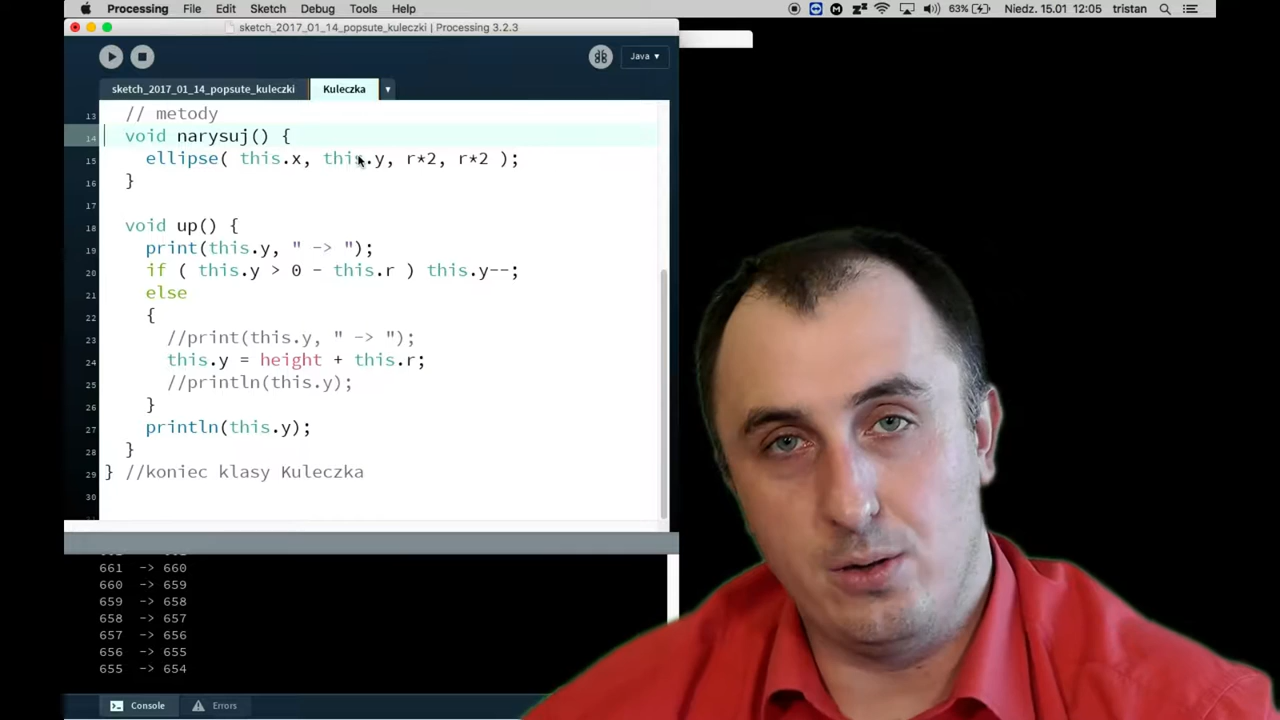 Processing File Edit Sketch Debug Tools Help 63% Niedz. 15.01 12:05 tristan
sketch_2017_01_14_popsute_kuleczki | Processing 3.2.3
Java
sketch_2017_01_14_popsute_kuleczki Kuleczka
13 // metody
14 void narysuj() {
15 ellipse( this.x, this.y, r*2, r*2 );
16 }
17
18 void up() {
19 print(this.y, " -> ");
20 if ( this.y > 0 - this.r ) this.y--;
21 else
22 {
23 //print(this.y, " -> ");
24 this.y = height + this.r;
25 //println(this.y);
26 }
27 println(this.y);
28 }
29 } //koniec klasy Kuleczka
30
661 -> 660
660 -> 659
659 -> 658
658 -> 657
657 -> 656
656 -> 655
655 -> 654
Console Errors